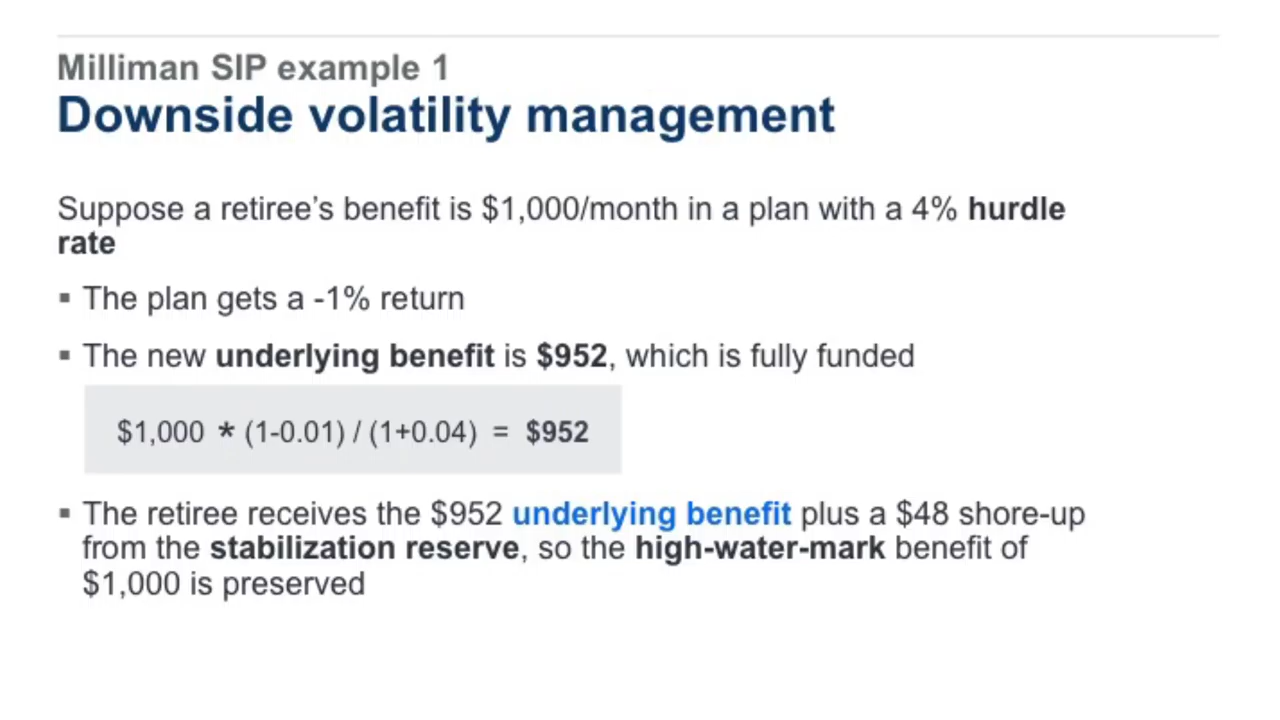 Milliman SIP example 1
Downside volatility management
Suppose a retiree’s benefit is $1,000/month in a plan with a 4% hurdle
rate
▪ The plan gets a -1% return
▪ The new underlying benefit is $952, which is fully funded
$1,000 * (1-0.01) / (1+0.04) = $952
▪ The retiree receives the $952 underlying benefit plus a $48 shore-up
from the stabilization reserve, so the high-water-mark benefit of
$1,000 is preserved